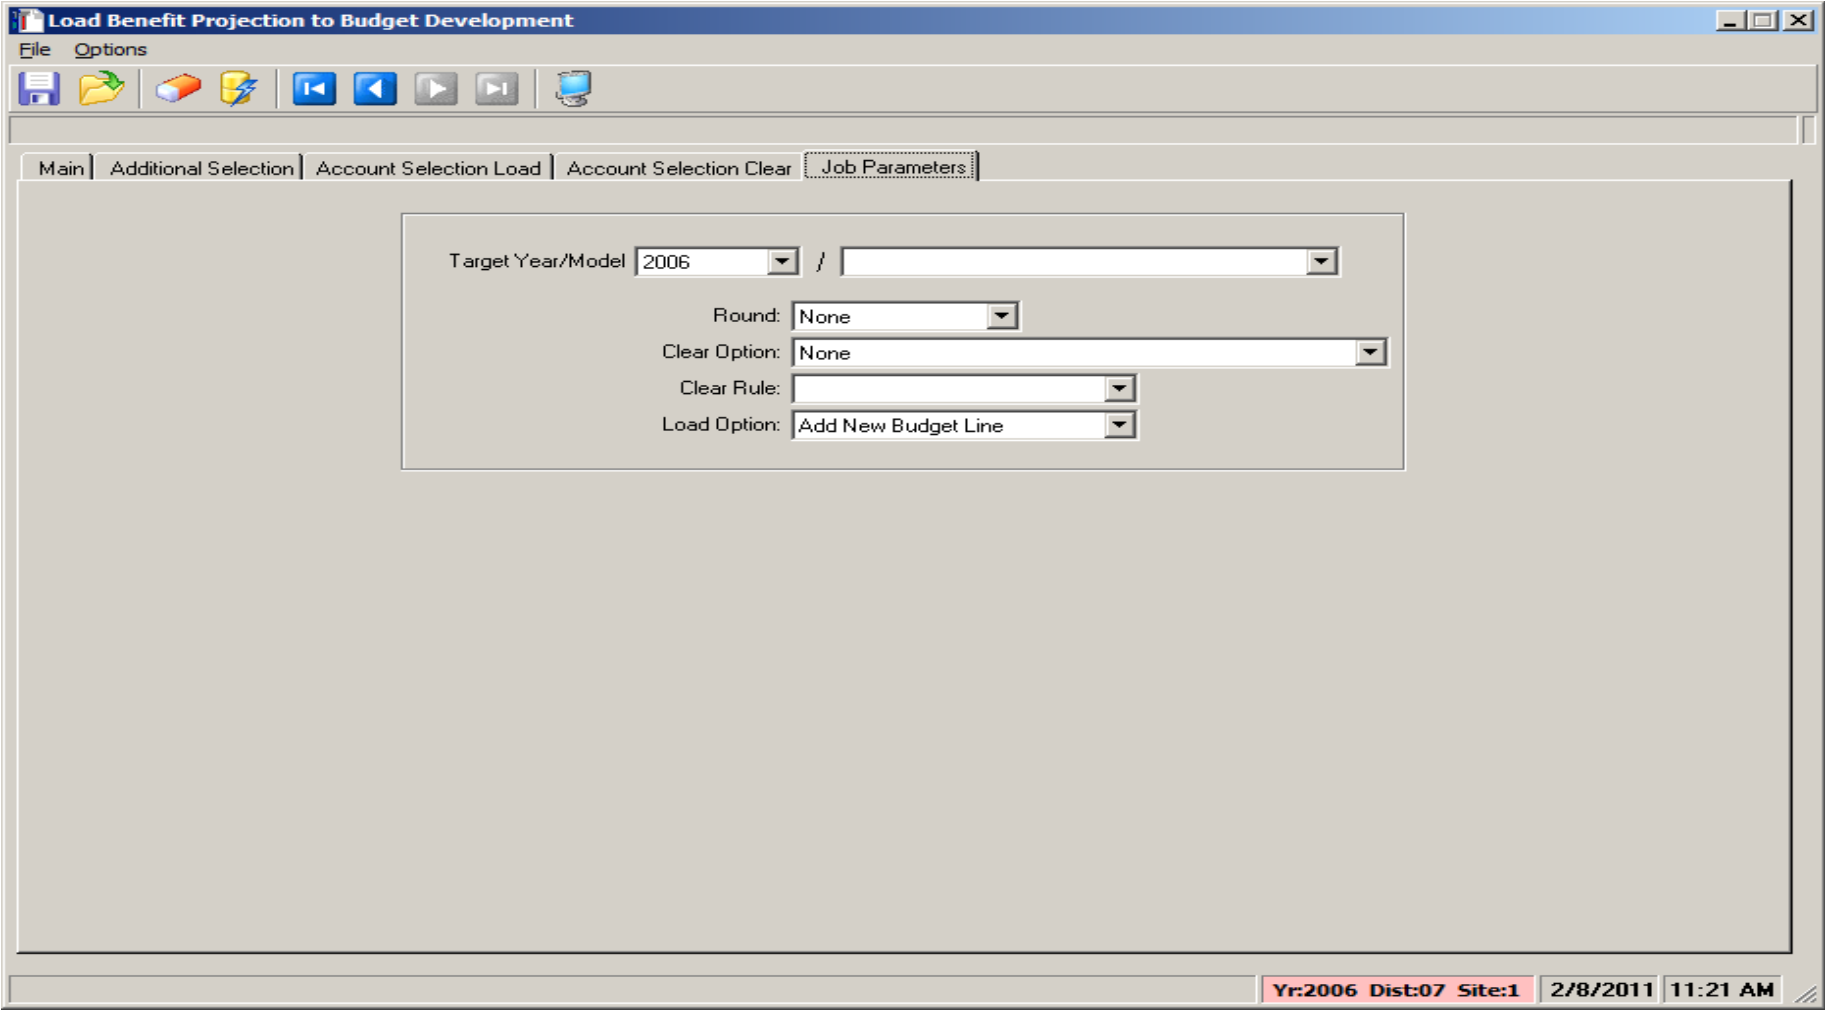 Load Benefit Projection to Budget Development
File Options
Main Additional Selection Account Selection Load Account Selection Clear Job Parameters
Target Year/Model 2006 /
Round: None
Clear Option: None
Clear Rule:
Load Option: Add New Budget Line
Yr:2006 Dist:07 Site:1 2/8/2011 11:21 AM